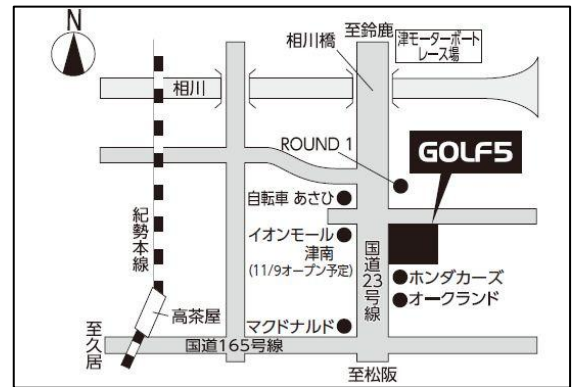 N
至鈴鹿
相川橋
津モーターボート
レース場
相川
ROUND 1
GOLF5
自転車 あさひ
紀勢本線
イオンモール
津南
(11/9オープン予定)
国道23号線
ホンダカーズ
オークランド
高茶屋
マクドナルド
至久居
国道165号線
至松阪